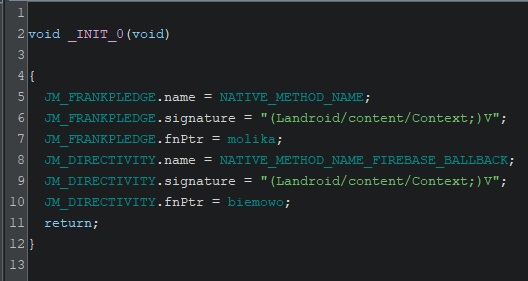 1
2 void _INIT_0(void)
3
4 {
5 JM_FRANKPLEDGE.name = NATIVE_METHOD_NAME;
6 JM_FRANKPLEDGE.signature = "(Landroid/content/Context;)V";
7 JM_FRANKPLEDGE.fnPtr = molika;
8 JM_DIRECTIVITY.name = NATIVE_METHOD_NAME_FIREBASE_BALLBACK;
9 JM_DIRECTIVITY.signature = "(Landroid/content/Context;)V";
10 JM_DIRECTIVITY.fnPtr = biemowo;
11 return;
12 }
13